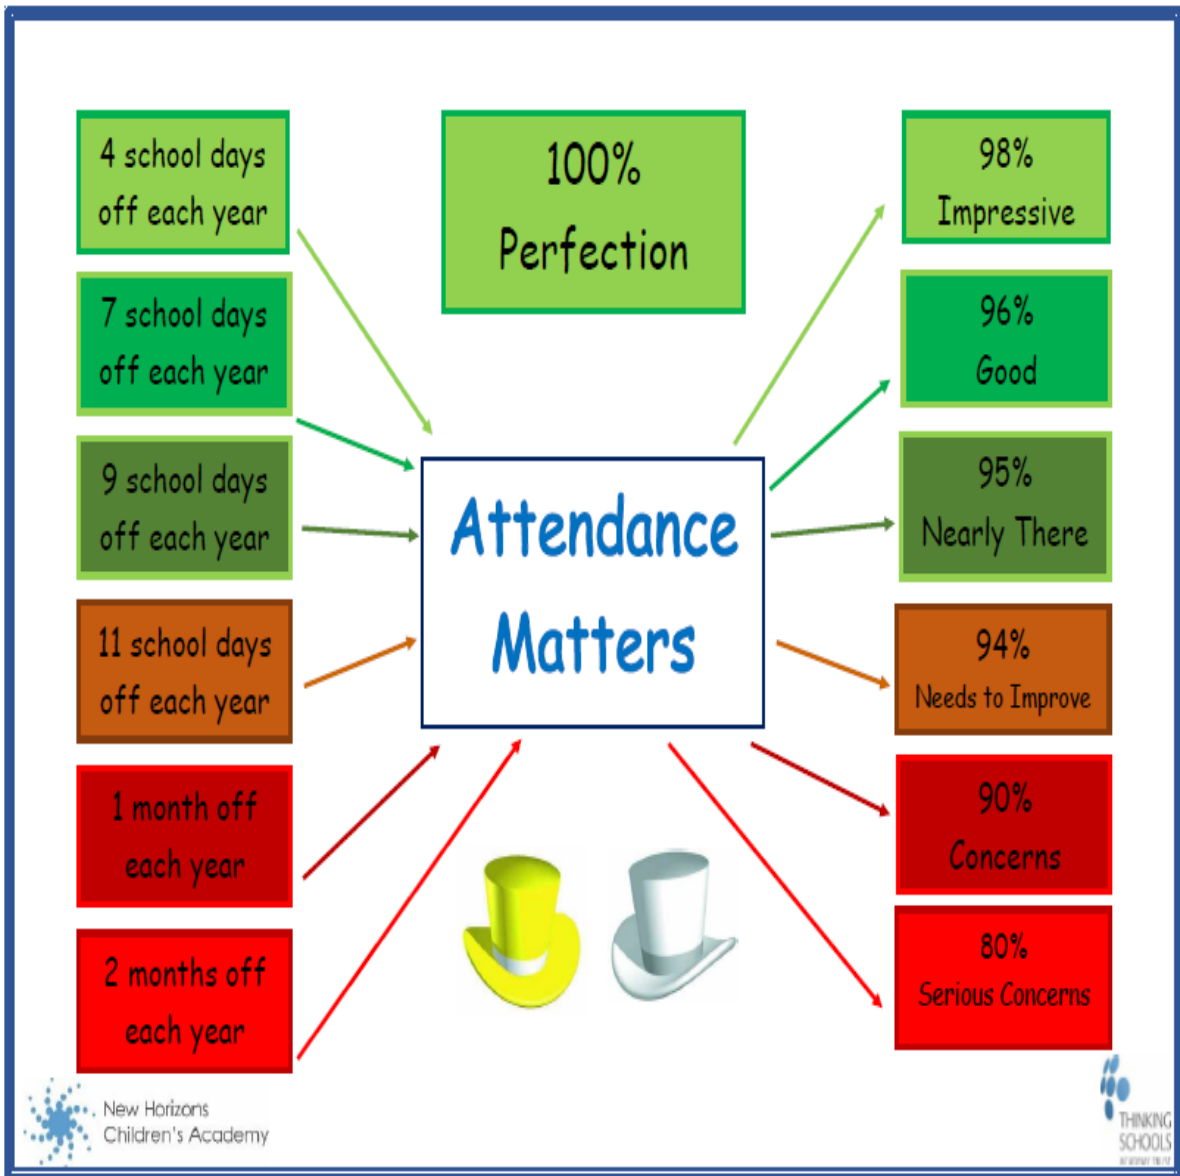 4 school days
off each year
7 school days
off each year
9 school days
off each year
11 school days
off each year
1 month off
each year
2 months off
each year
100%
Perfection
Attendance
Matters
98%
Impressive
96%
Good
95%
Nearly There
94%
Needs to Improve
90%
Concerns
80%
Serious Concerns
New Horizons
Children's Academy
THINKING
SCHOOLS
ACADEMY TRUST